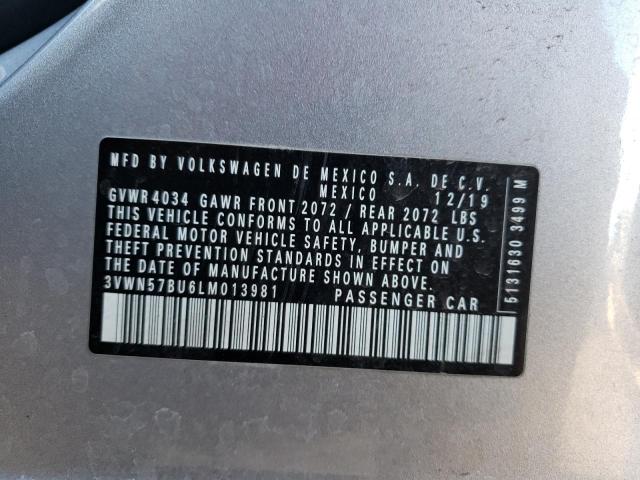 MFD BY VOLKSWAGEN DE MEXICO S.A. DE C.V.
MEXICO 12/19
GVWR4034 GAWR FRONT 2072 / REAR 2072 LBS
THIS VEHICLE CONFORMS TO ALL APPLICABLE U.S.
FEDERAL MOTOR VEHICLE SAFETY, BUMPER AND
THEFT PREVENTION STANDARDS IN EFFECT ON
THE DATE OF MANUFACTURE SHOWN ABOVE.
3VWN57BU6LM013981 PASSENGER CAR
5131630 3499 M